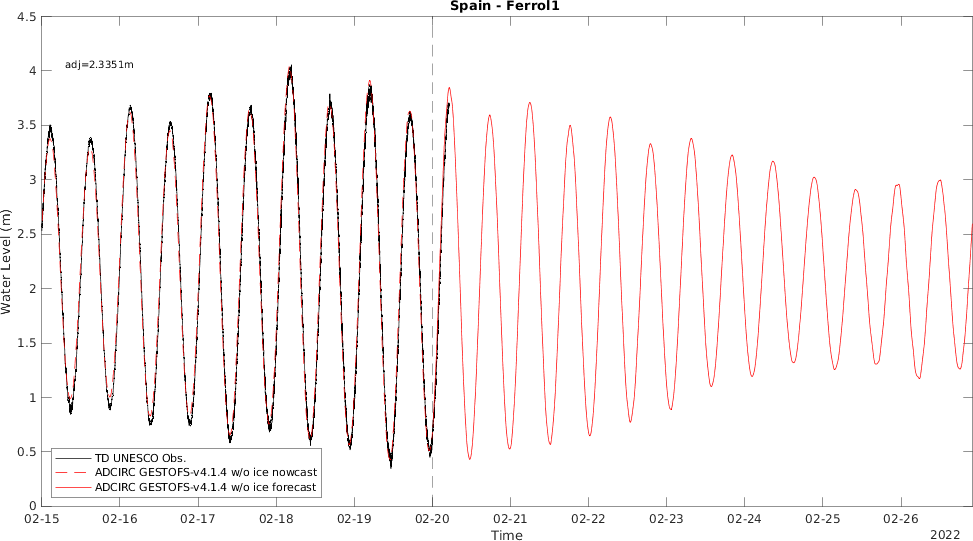 Spain - Ferrol1
4.5
4
3.5
3
2.5
2
1.5
1
0.5
0
Water Level (m)
adj=2.3351m
TD UNESCO Obs.
ADCIRC GESTOFS-v4.1.4 w/o ice nowcast
ADCIRC GESTOFS-v4.1.4 w/o ice forecast
02-15 02-16 02-17 02-18 02-19 02-20 02-21 02-22 02-23 02-24 02-25 02-26
Time
2022